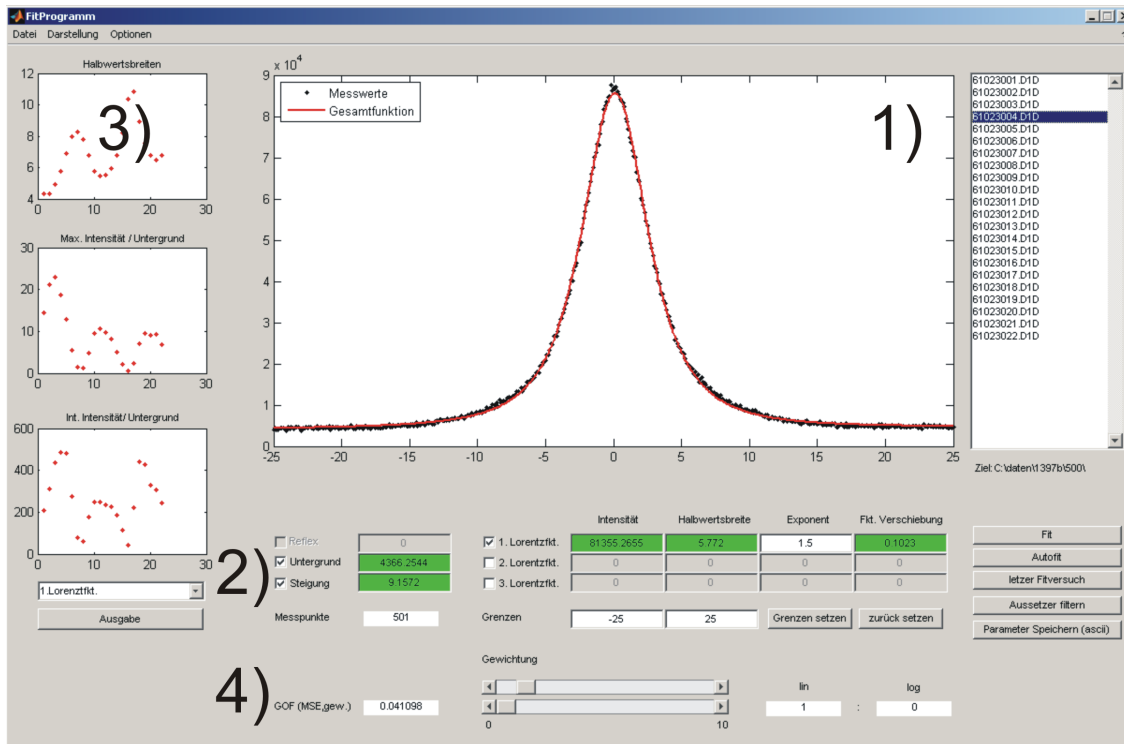 FitProgramm
Datei Darstellung Optionen
Halbwertsbreiten
12
10
8
6
4
0 10 20 30
3)
Max. Intensität / Untergrund
30
20
10
0
0 10 20 30
Int. Intensität/ Untergrund
600
400
200
0
0 10 20 30
1.Lorenztfkt.
Ausgabe
x 10⁴
9
8
7
6
5
4
3
2
1
0
-25 -20 -15 -10 -5 0 5 10 15 20 25
Messwerte
Gesamtfunktion
1)
61023001.D1D
61023002.D1D
61023003.D1D
61023004.D1D
61023005.D1D
61023006.D1D
61023007.D1D
61023008.D1D
61023009.D1D
61023010.D1D
61023011.D1D
61023012.D1D
61023013.D1D
61023014.D1D
61023015.D1D
61023016.D1D
61023017.D1D
61023018.D1D
61023019.D1D
61023020.D1D
61023021.D1D
61023022.D1D
Ziel: C:\daten\1397b\500\
2)
Reflex 0
Untergrund 4366.2544
Steigung 9.1572
Messpunkte 501
Intensität Halbwertsbreite Exponent Fkt. Verschiebung
1. Lorentzfkt. 81355.2655 5.772 1.5 0.1023
2. Lorentzfkt. 0 0 0 0
3. Lorentzfkt. 0 0 0 0
Grenzen -25 25 Grenzen setzen zurück setzen
Fit
Autofit
letzer Fitversuch
Aussetzer filtern
Parameter Speichern (ascii)
4)
GOF (MSE,gew.) 0.041098
Gewichtung
0 10
lin log
1 : 0